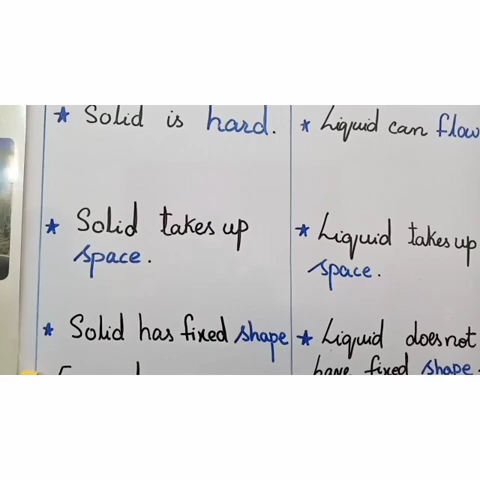 * Solid is hard.
* Liquid can flow
* Solid takes up
space.
* Liquid takes up
space.
* Solid has fixed shape
* Liquid does not
have fixed shape.